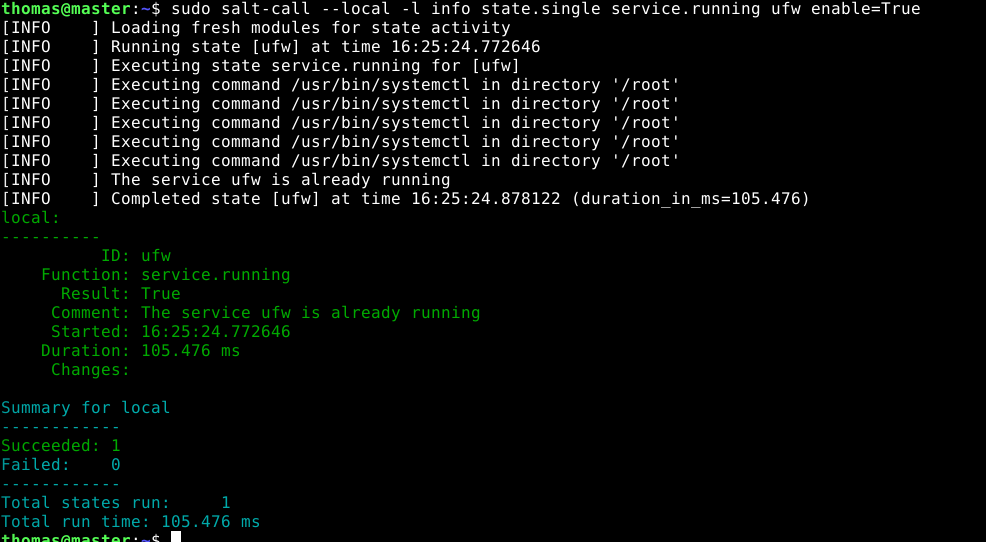 thomas@master:~$ sudo salt-call --local -l info state.single service.running ufw enable=True
[INFO    ] Loading fresh modules for state activity
[INFO    ] Running state [ufw] at time 16:25:24.772646
[INFO    ] Executing state service.running for [ufw]
[INFO    ] Executing command /usr/bin/systemctl in directory '/root'
[INFO    ] Executing command /usr/bin/systemctl in directory '/root'
[INFO    ] Executing command /usr/bin/systemctl in directory '/root'
[INFO    ] Executing command /usr/bin/systemctl in directory '/root'
[INFO    ] Executing command /usr/bin/systemctl in directory '/root'
[INFO    ] The service ufw is already running
[INFO    ] Completed state [ufw] at time 16:25:24.878122 (duration_in_ms=105.476)
local:
----------
          ID: ufw
    Function: service.running
      Result: True
     Comment: The service ufw is already running
     Started: 16:25:24.772646
    Duration: 105.476 ms
     Changes:

Summary for local
------------
Succeeded: 1
Failed:    0
------------
Total states run:     1
Total run time: 105.476 ms
thomas@master:~$